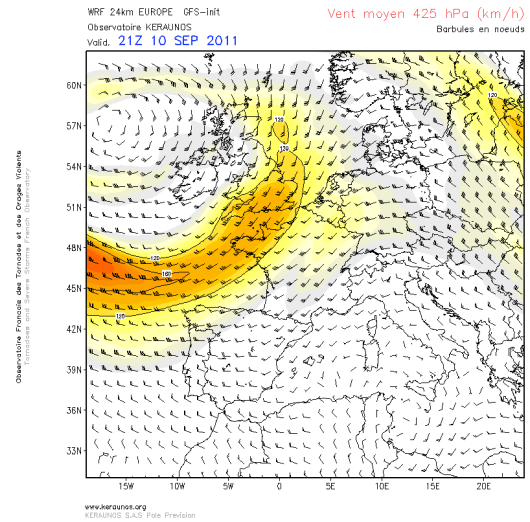 WRF 24km EUROPE GFS-init
Observatoire KERAUNOS
Valid. 21Z 10 SEP 2011
Vent moyen 425 hPa (km/h)
Barbules en noeuds
Observatoire Francais des Tornades et des Orages Violents
Tornadoes and Severe Storms French Observatory
60N
57N
54N
51N
48N
45N
42N
39N
36N
33N
120
120
120
120
160
120
15W
10W
5W
0
5E
10E
15E
20E
www.keraunos.org
KERAUNOS S.A.S Pole Prevision